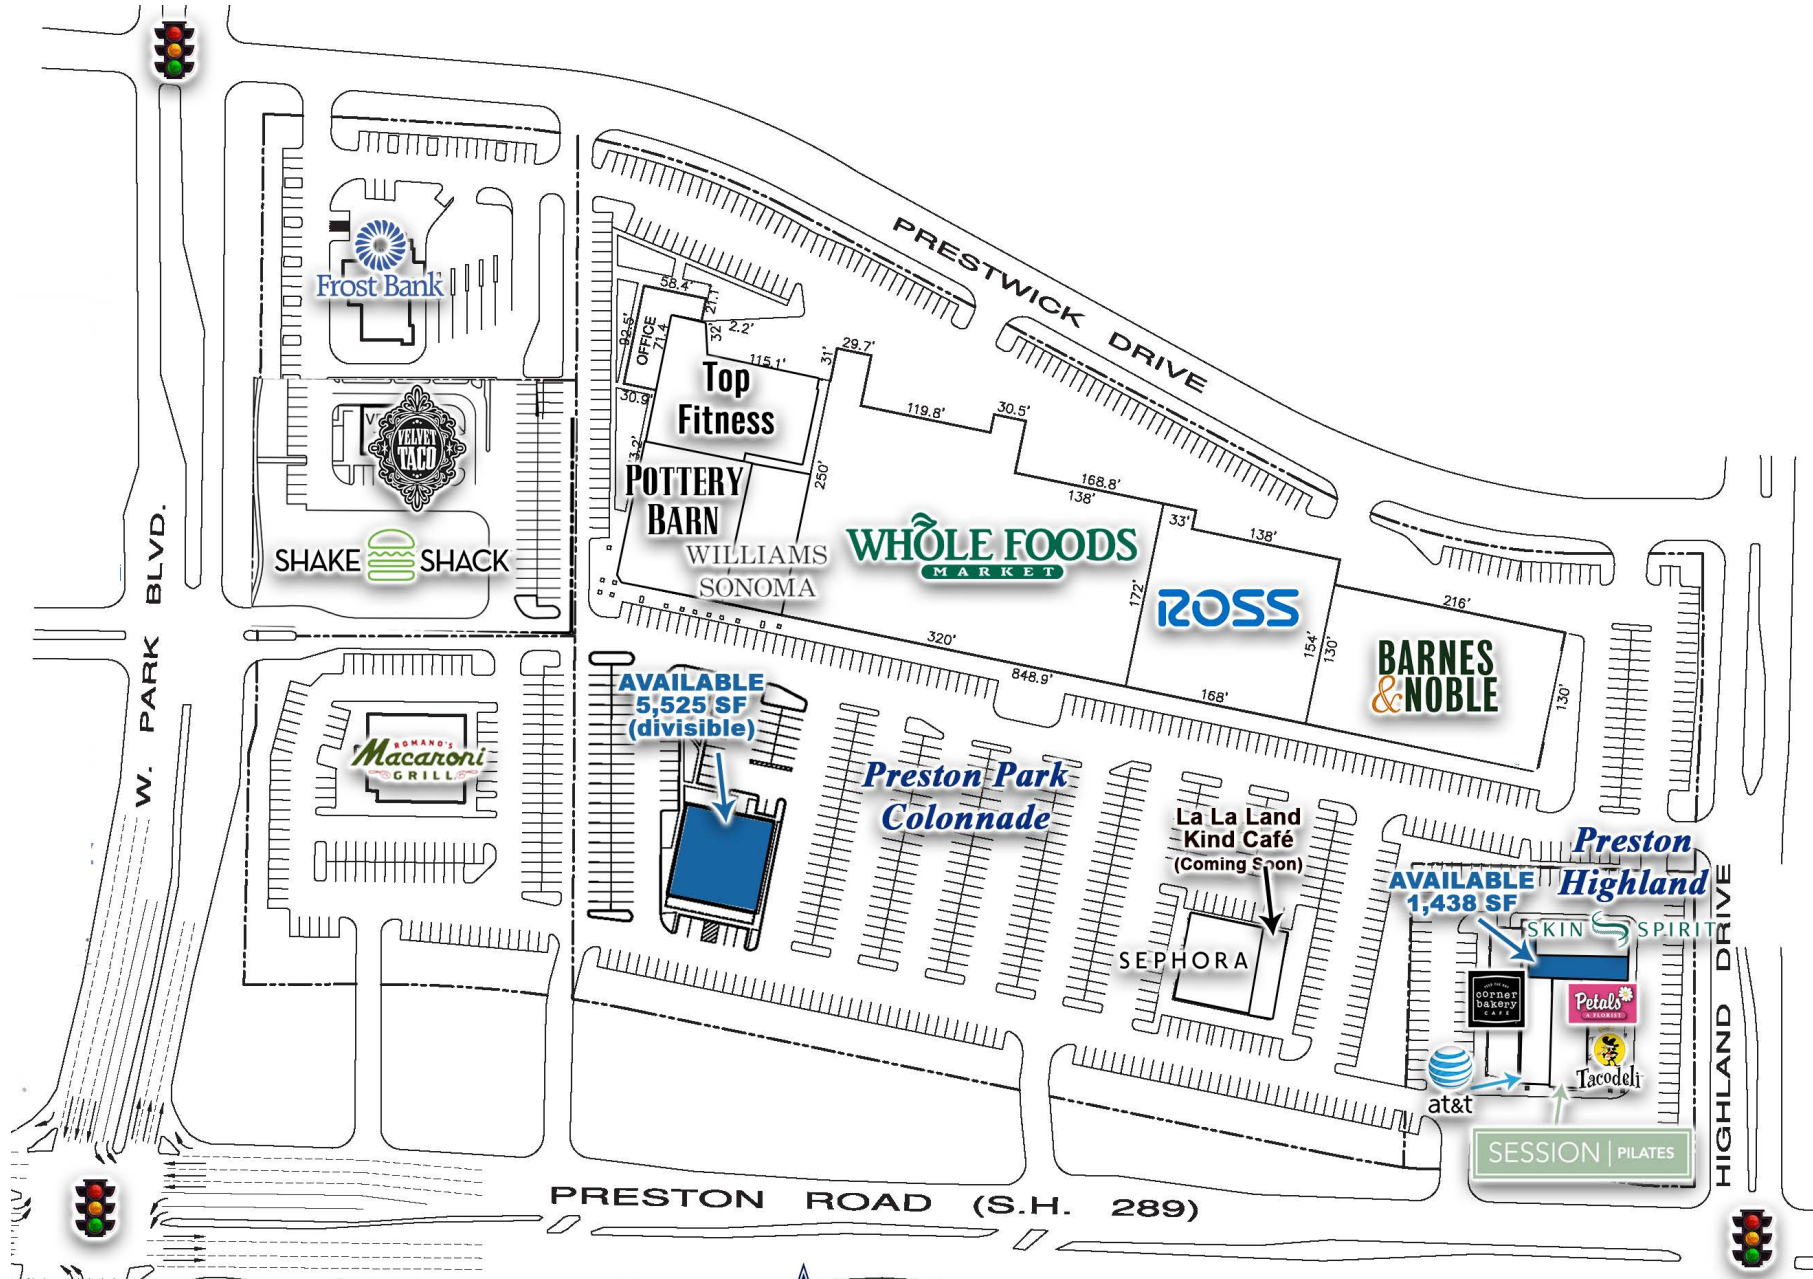 PRESTWICK DRIVE
Frost Bank
58.4'
21.1'
92.5'
OFFICE
71.4
32'
2.2'
115.1'
31'
29.7'
Top
Fitness
30.9'
119.8'
30.5'
VELVET
TACO
3.2'
250'
168.8'
138'
POTTERY
BARN
33'
138'
WHOLE FOODS
MARKET
SHAKE SHACK
WILLIAMS
SONOMA
172'
ROSS
216'
320'
154'
130'
BARNES
&NOBLE
130'
848.9'
168'
W. PARK BLVD.
AVAILABLE
5,525 SF
(divisible)
ROMANO'S
Macaroni
GRILL
Preston Park
Colonnade
La La Land
Kind Café
(Coming Soon)
Preston
Highland
AVAILABLE
1,438 SF
SKIN SPIRIT
SEPHORA
corner
bakery
CAFE
Petals
A FLORIST
Tacodeli
at&t
SESSION | PILATES
HIGHLAND DRIVE
PRESTON ROAD (S.H. 289)